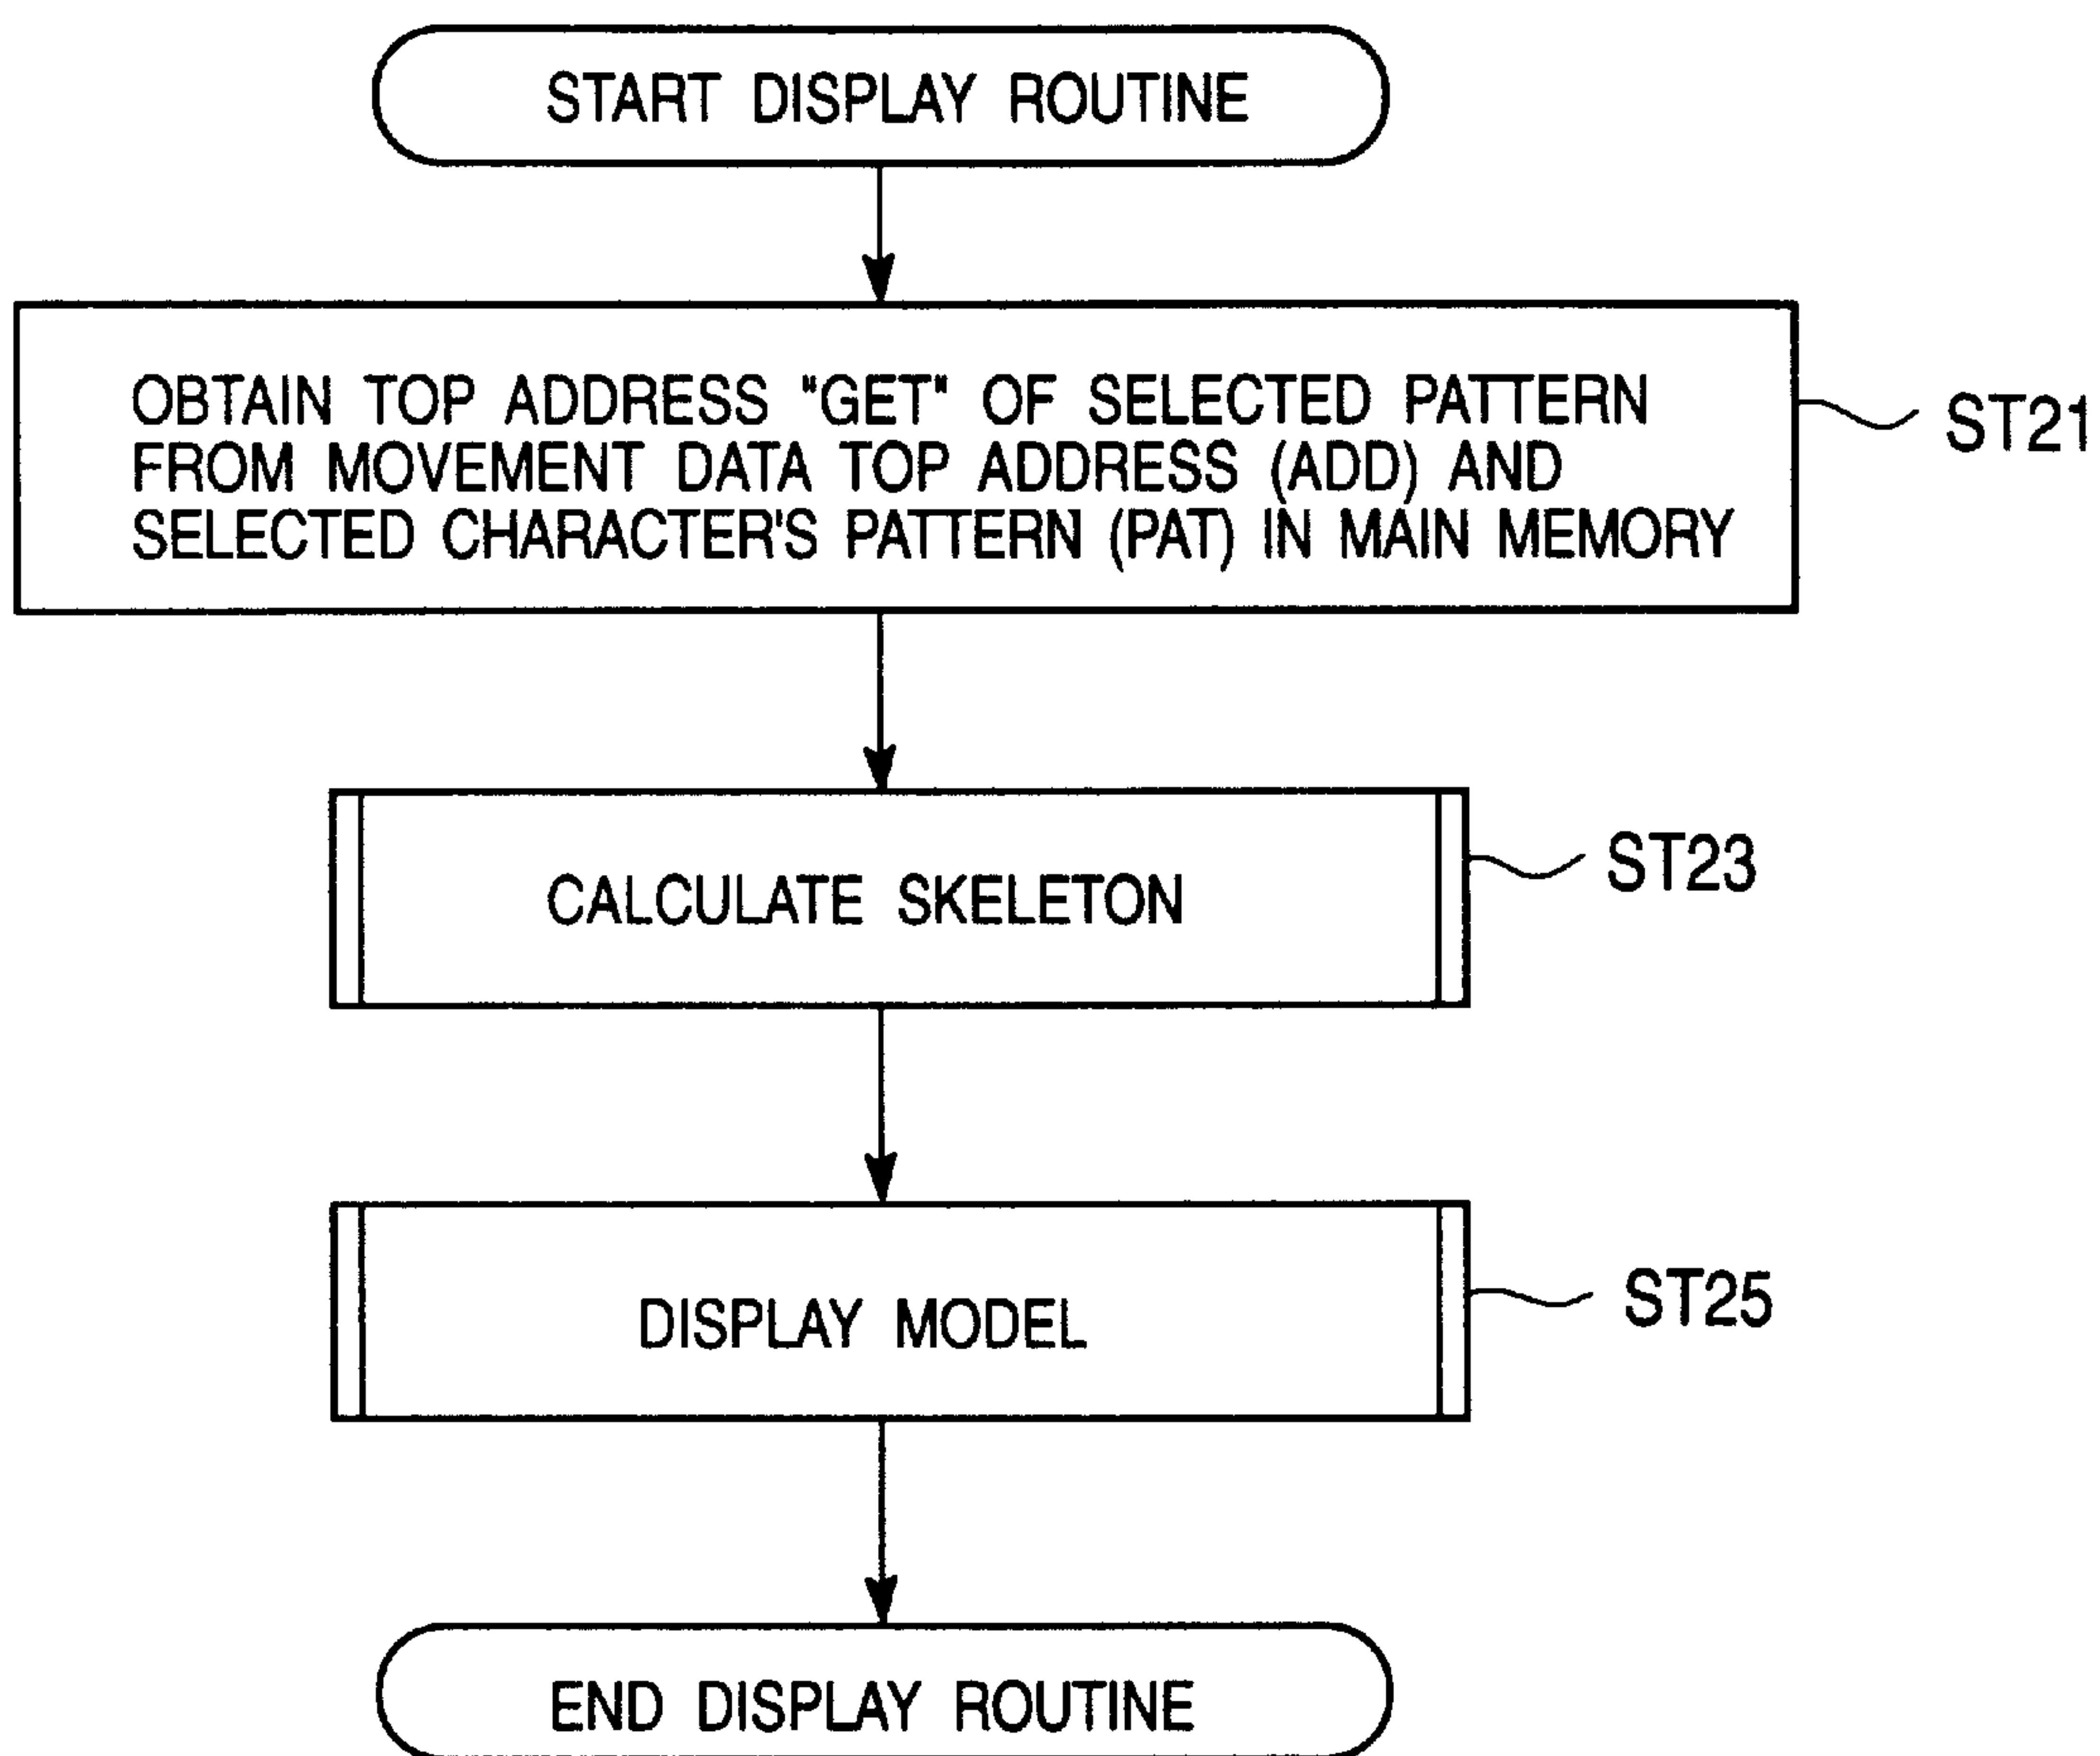 START DISPLAY ROUTINE
OBTAIN TOP ADDRESS "GET" OF SELECTED PATTERN
FROM MOVEMENT DATA TOP ADDRESS (ADD) AND
SELECTED CHARACTER'S PATTERN (PAT) IN MAIN MEMORY
ST21
CALCULATE SKELETON
ST23
DISPLAY MODEL
ST25
END DISPLAY ROUTINE